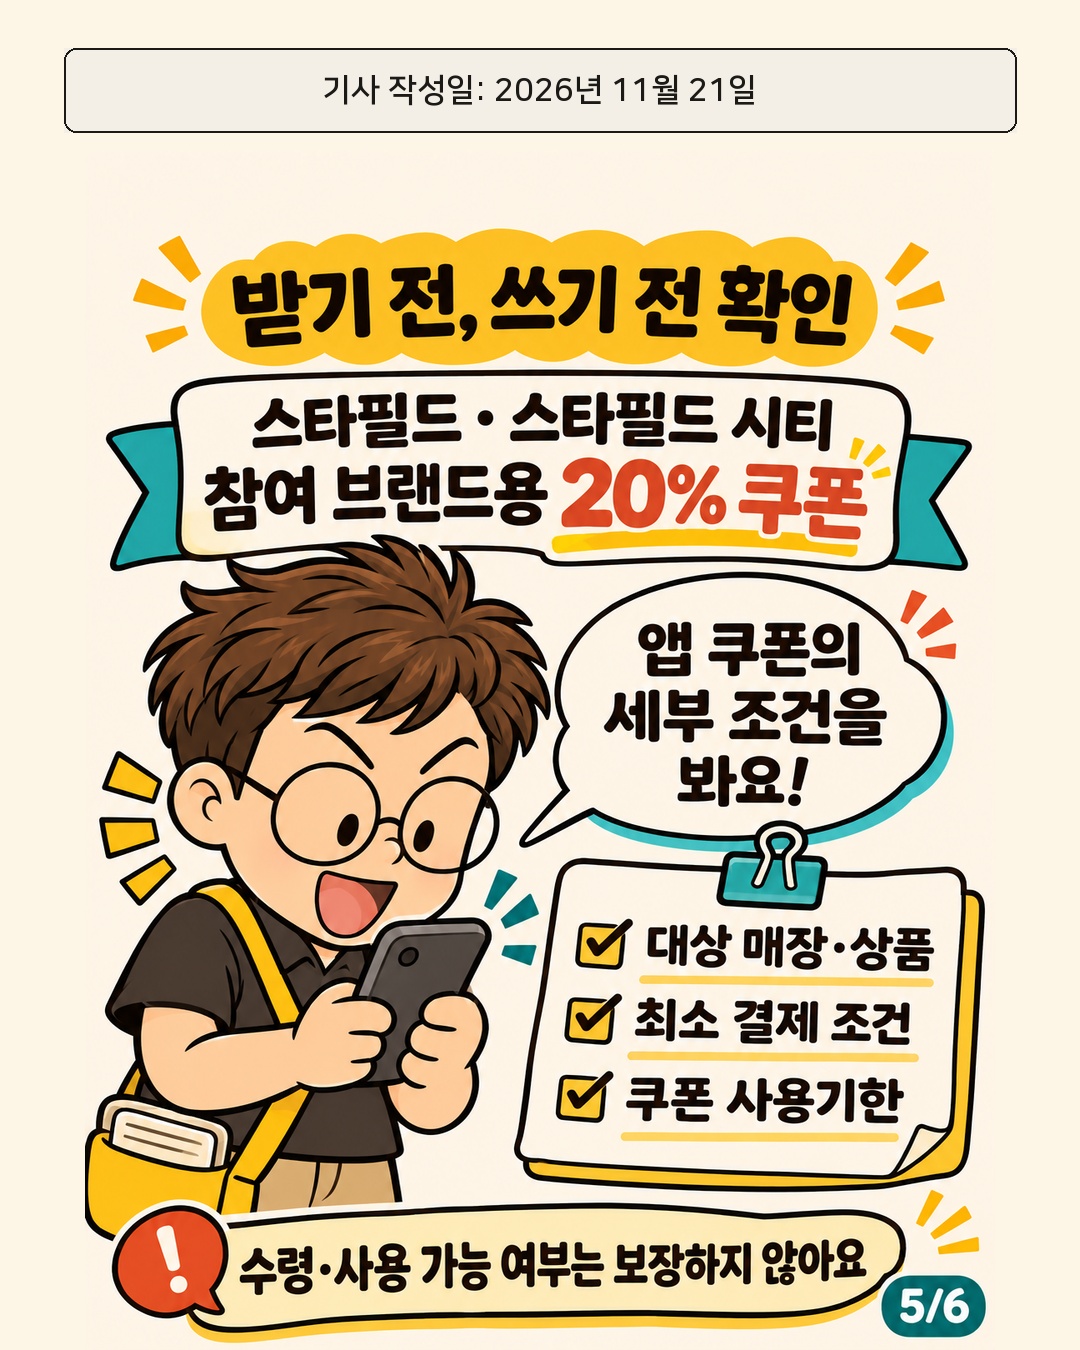 기사 작성일: 2026년 11월 21일
받기 전, 쓰기 전 확인
스타필드·스타필드 시티
참여 브랜드용 20% 쿠폰
앱 쿠폰의
세부 조건을
봐요!
대상 매장·상품
최소 결제 조건
쿠폰 사용기한
수령·사용 가능 여부는 보장하지 않아요
5/6